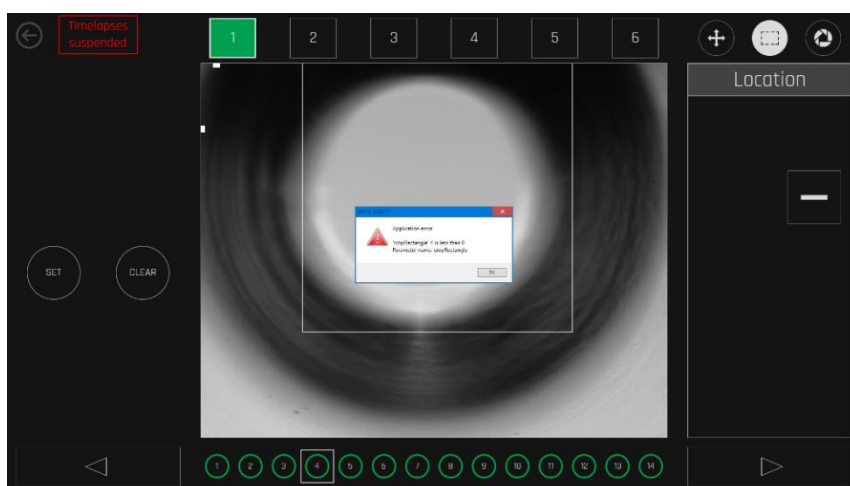 Timelapses
suspended
1 2 3 4 5 6
Location
Application error
'cropRectangle' Y is less than 0
Parameter name: cropRectangle
SET CLEAR
1 2 3 4 5 6 7 8 9 10 11 12 13 14